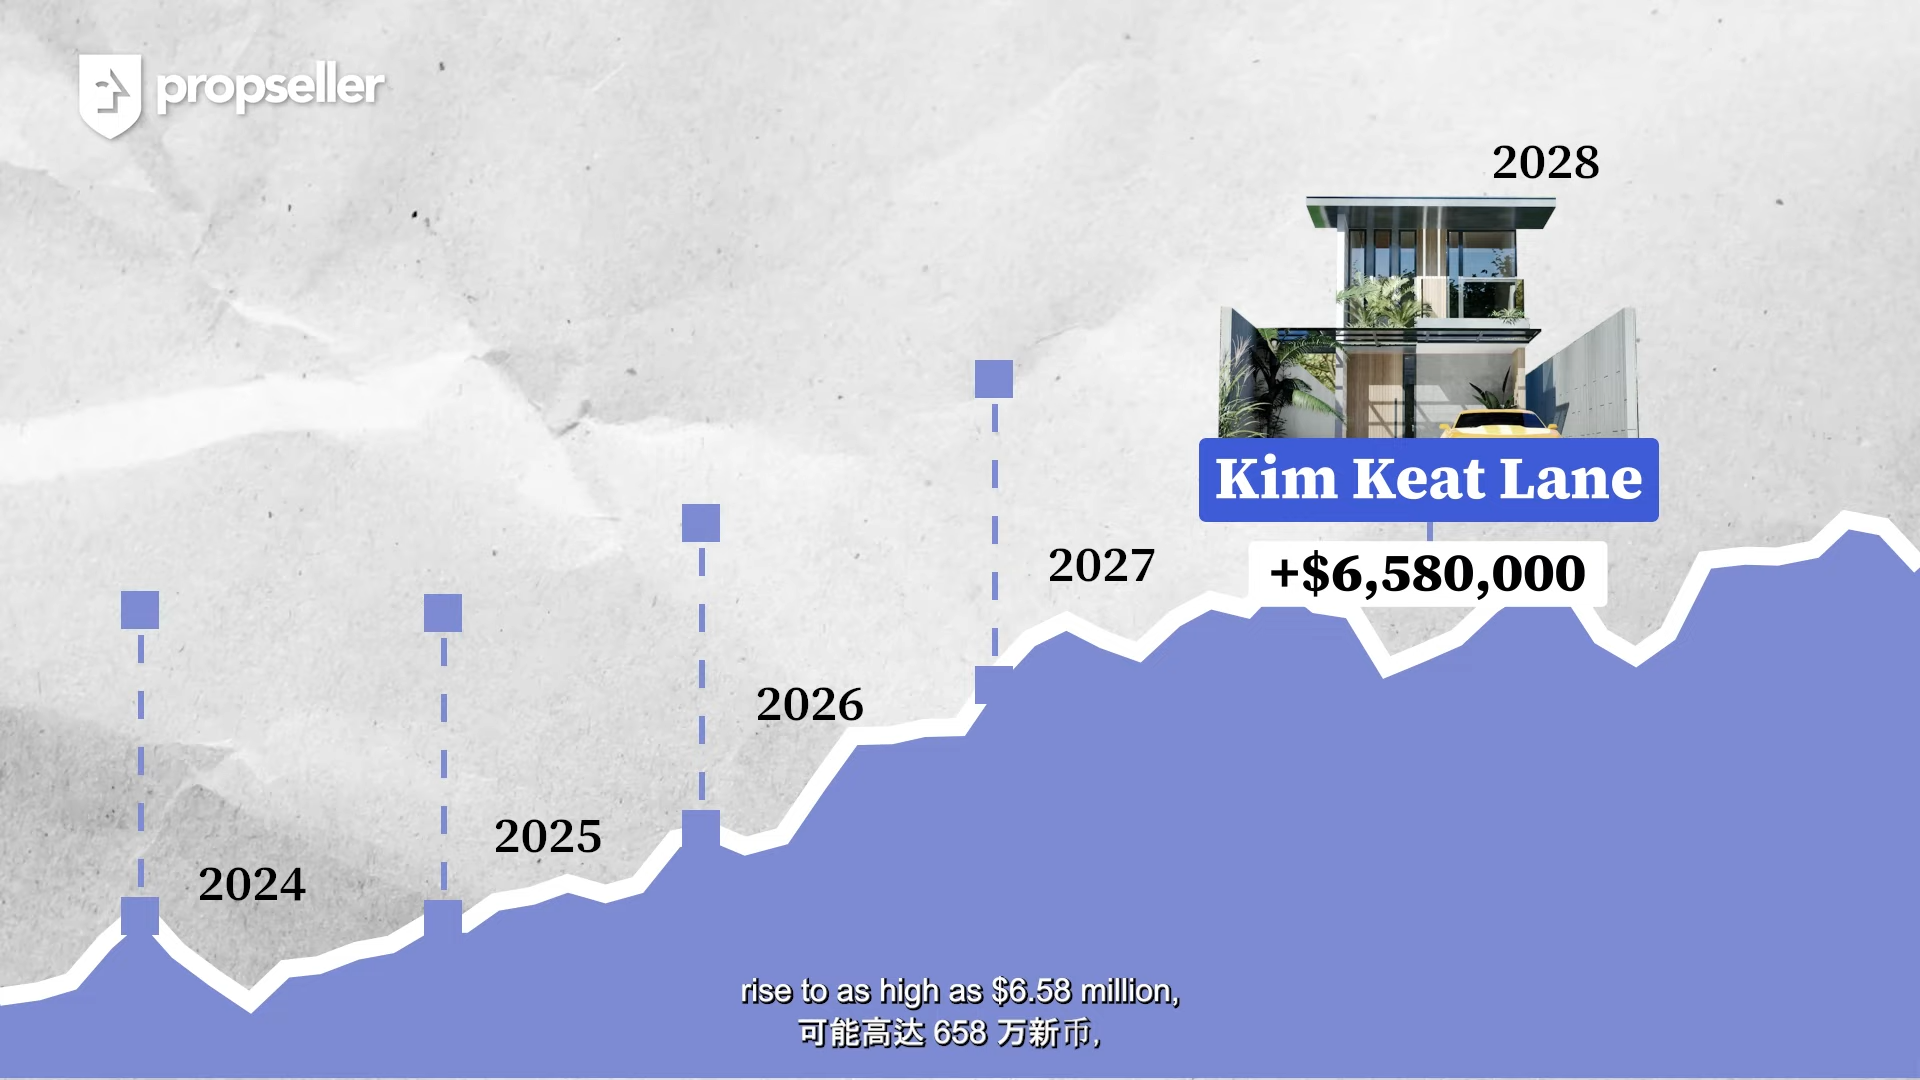 propseller
2028
Kim Keat Lane
+$6,580,000
2027
2026
2025
2024
rise to as high as $6.58 million,
可能高达 658 万新币,